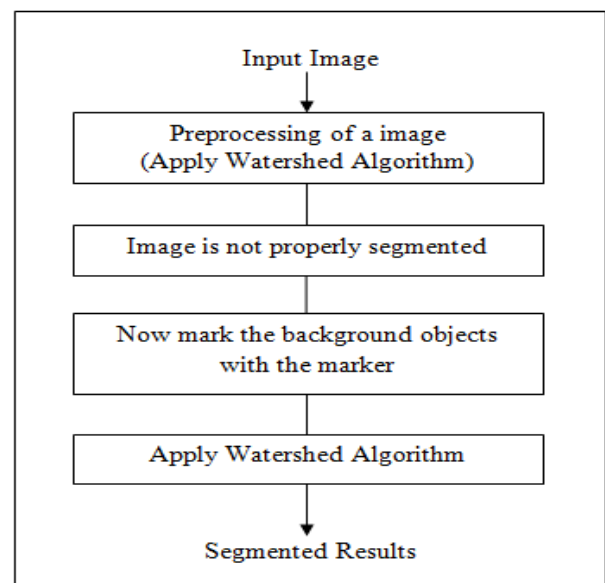 Input Image
Preprocessing of a image
(Apply Watershed Algorithm)
Image is not properly segmented
Now mark the background objects
with the marker
Apply Watershed Algorithm
Segmented Results